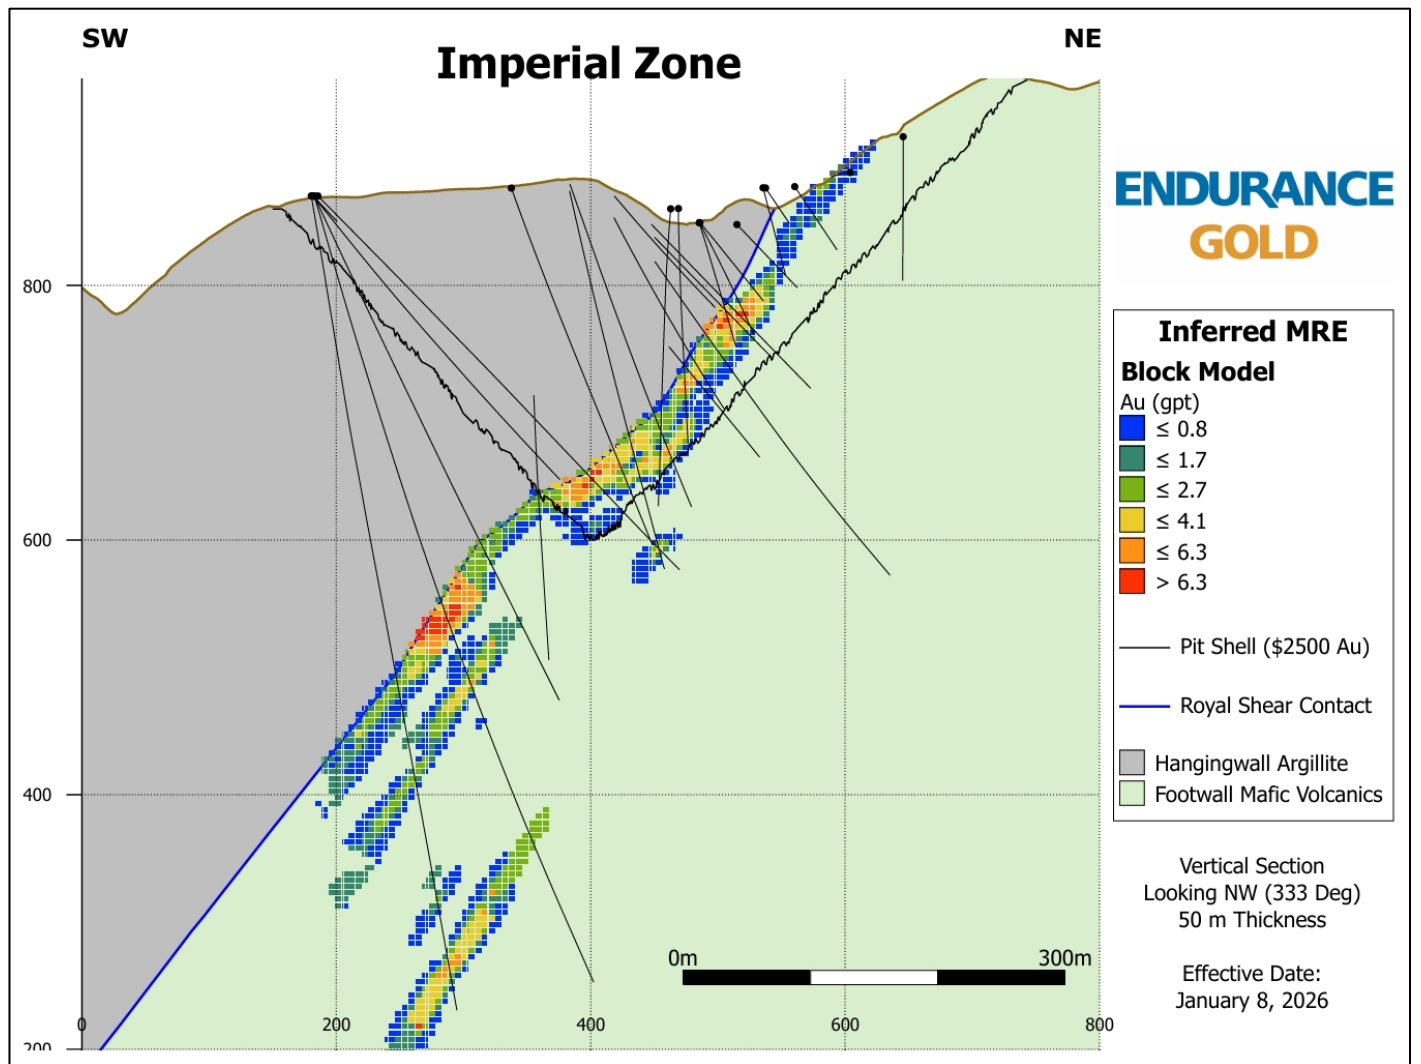 SW
NE
Imperial Zone
ENDURANCE
GOLD
Inferred MRE
Block Model
Au (gpt)
≤ 0.8
≤ 1.7
≤ 2.7
≤ 4.1
≤ 6.3
> 6.3
Pit Shell ($2500 Au)
Royal Shear Contact
Hangingwall Argillite
Footwall Mafic Volcanics
Vertical Section
Looking NW (333 Deg)
50 m Thickness
Effective Date:
January 8, 2026
800
600
400
200
0m 300m
0 200 400 600 800